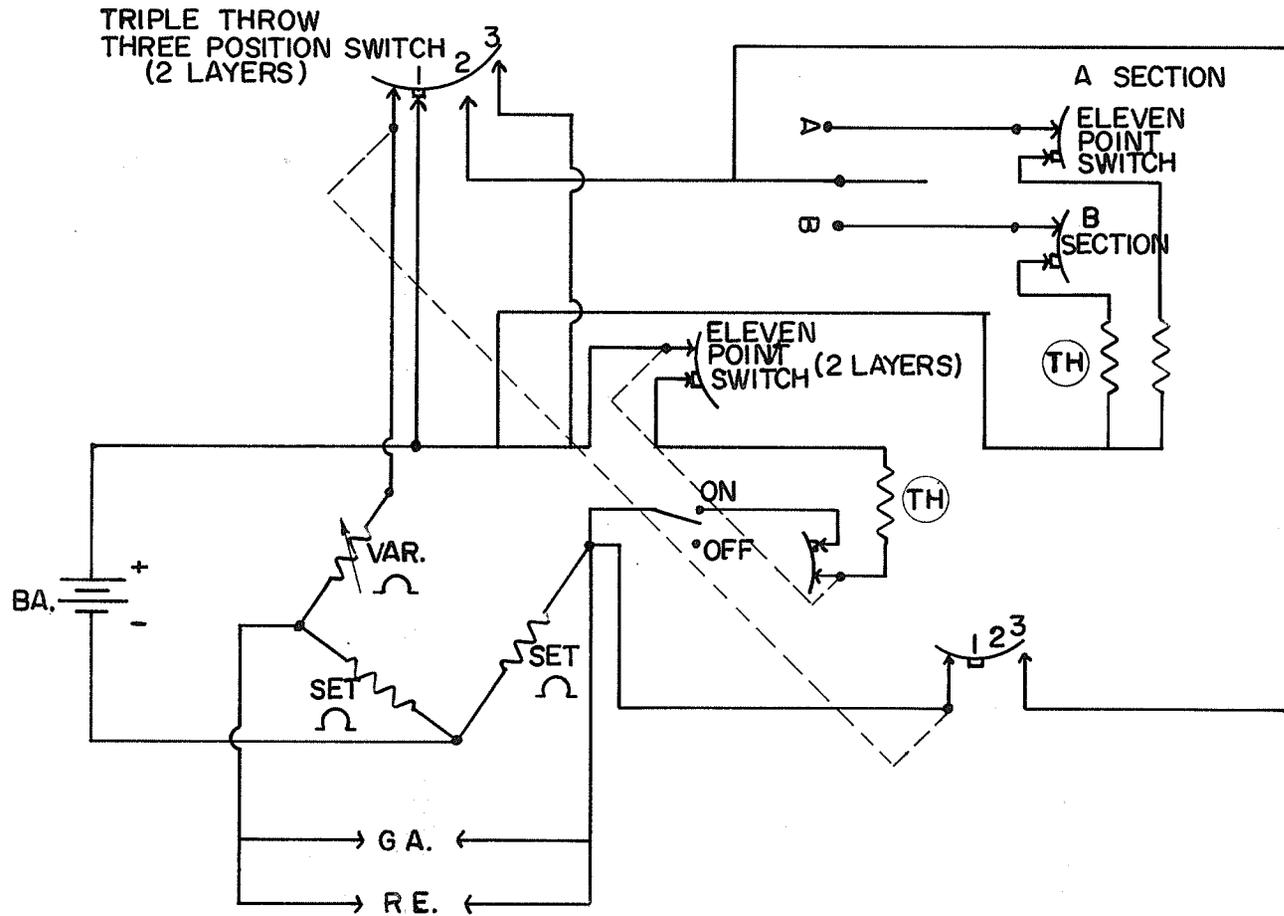 TRIPLE THROW
THREE POSITION SWITCH
(2 LAYERS)
1 2 3
A SECTION
A
ELEVEN
POINT
SWITCH
B
B
SECTION
ELEVEN
POINT
SWITCH (2 LAYERS)
TH
TH
ON
OFF
VAR.
Ω
BA.
+
-
SET
Ω
SET
Ω
1 2 3
G A.
R E.